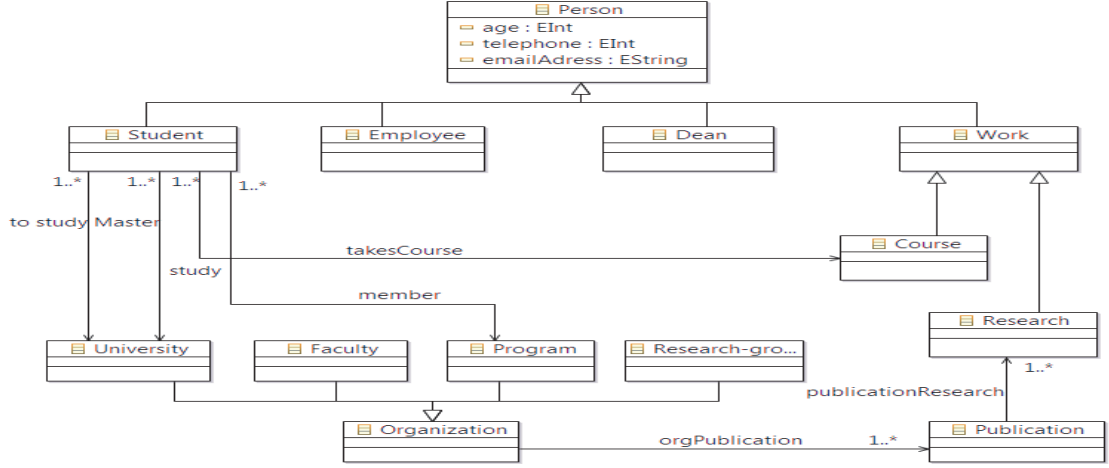 Person
age : EInt
telephone : EInt
emailAdress : EString
Student
Employee
Dean
Work
1..*
1..*
1..*
1..*
to study Master
takesCourse
Course
study
member
University
Faculty
Program
Research-gro...
Research
1..*
publicationResearch
Organization
orgPublication
1..*
Publication